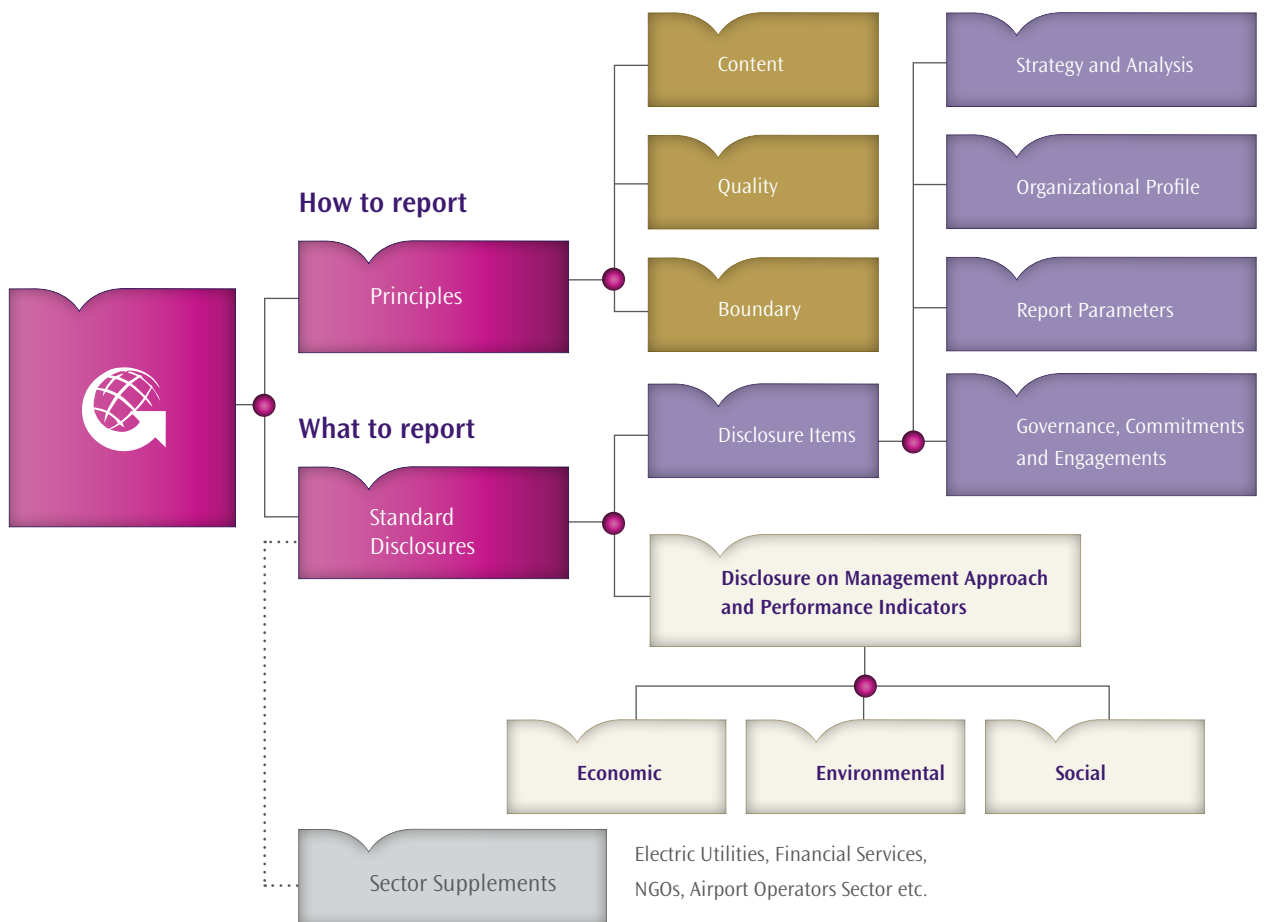 How to report
Principles
Content
Quality
Boundary
What to report
Standard
Disclosures
Disclosure Items
Strategy and Analysis
Organizational Profile
Report Parameters
Governance, Commitments
and Engagements
Disclosure on Management Approach
and Performance Indicators
Economic
Environmental
Social
Sector Supplements
Electric Utilities, Financial Services,
NGOs, Airport Operators Sector etc.